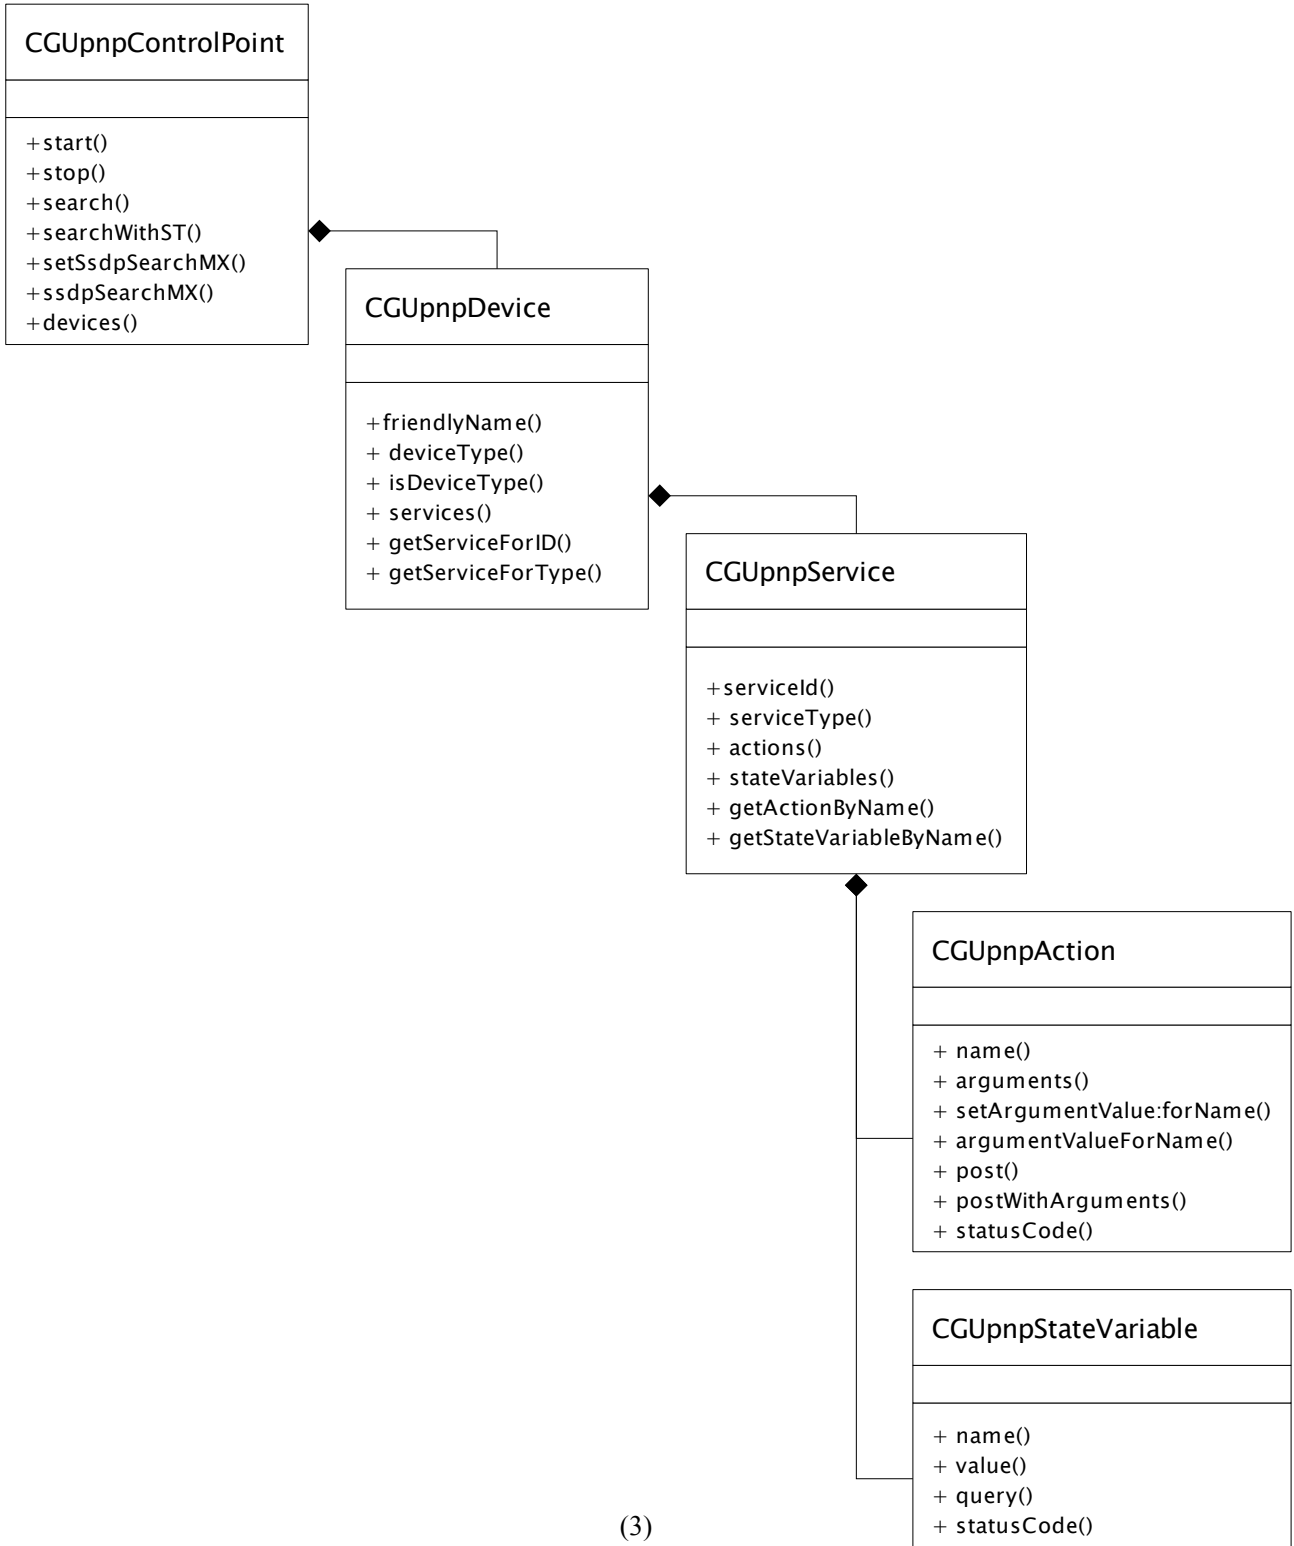 CGUpnpControlPoint
+start()
+stop()
+search()
+searchWithST()
+setSsdpSearchMX()
+ssdpSearchMX()
+devices()
CGUpnpDevice
+friendlyName()
+ deviceType()
+ isDeviceType()
+ services()
+ getServiceForID()
+ getServiceForType()
CGUpnpService
+serviceId()
+ serviceType()
+ actions()
+ stateVariables()
+ getActionByName()
+ getStateVariableByName()
CGUpnpAction
+ name()
+ arguments()
+ setArgumentValue:forName()
+ argumentValueForName()
+ post()
+ postWithArguments()
+ statusCode()
CGUpnpStateVariable
+ name()
+ value()
+ query()
+ statusCode()
(3)